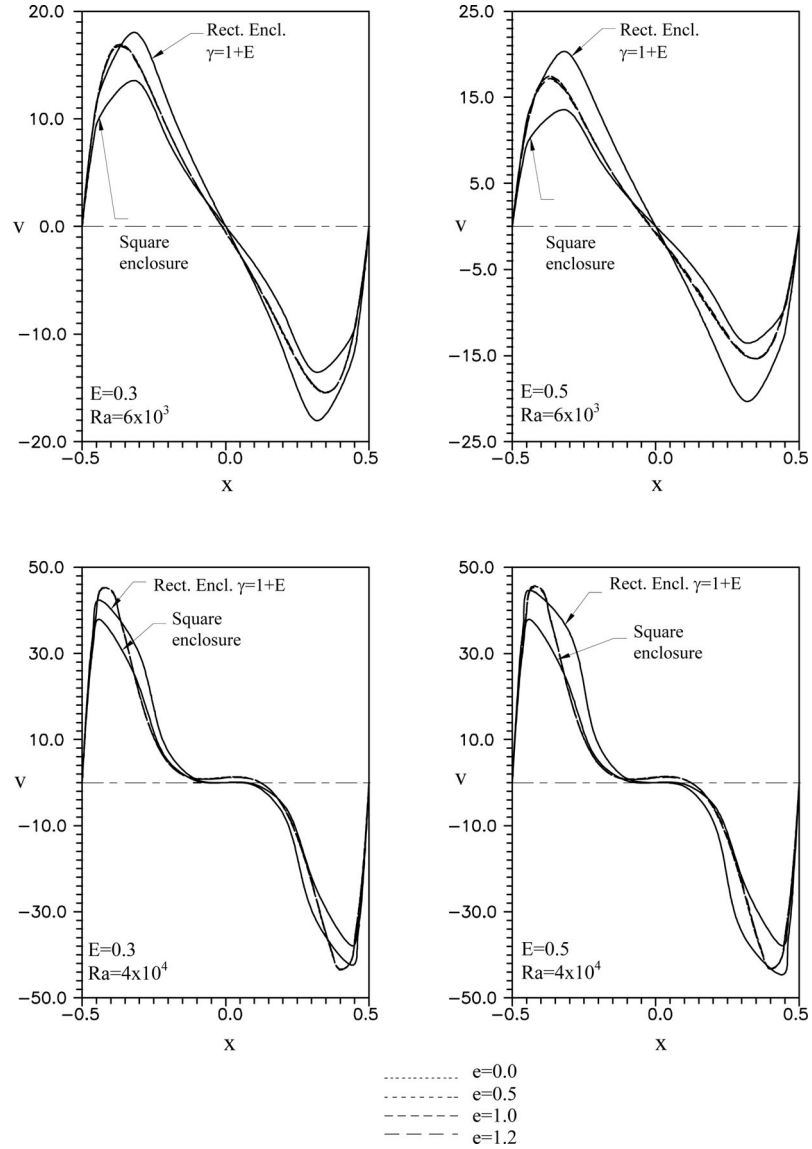 20.0
Rect. Encl.
γ=1+E
10.0
v
0.0
Square
enclosure
-10.0
E=0.3
Ra=6x10³
-20.0
-0.5
0.0
0.5
x
25.0
Rect. Encl.
γ=1+E
15.0
5.0
v
Square
enclosure
-5.0
-15.0
E=0.5
Ra=6x10³
-25.0
-0.5
0.0
0.5
x
50.0
Rect. Encl. γ=1+E
Square
enclosure
30.0
10.0
v
-10.0
-30.0
E=0.3
Ra=4x10⁴
-50.0
-0.5
0.0
0.5
x
50.0
Rect. Encl. γ=1+E
Square
enclosure
30.0
10.0
v
-10.0
-30.0
E=0.5
Ra=4x10⁴
-50.0
-0.5
0.0
0.5
x
e=0.0
e=0.5
e=1.0
e=1.2